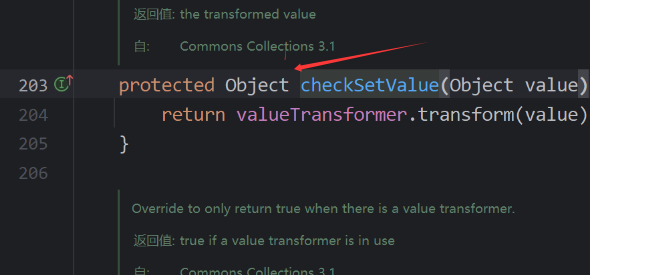 返回值: the transformed value
自: Commons Collections 3.1
203 protected Object checkSetValue(Object value)
204 return valueTransformer.transform(value)
205 }
206
Override to only return true when there is a value transformer.
返回值: true if a value transformer is in use
自: Commons Collections 3.1